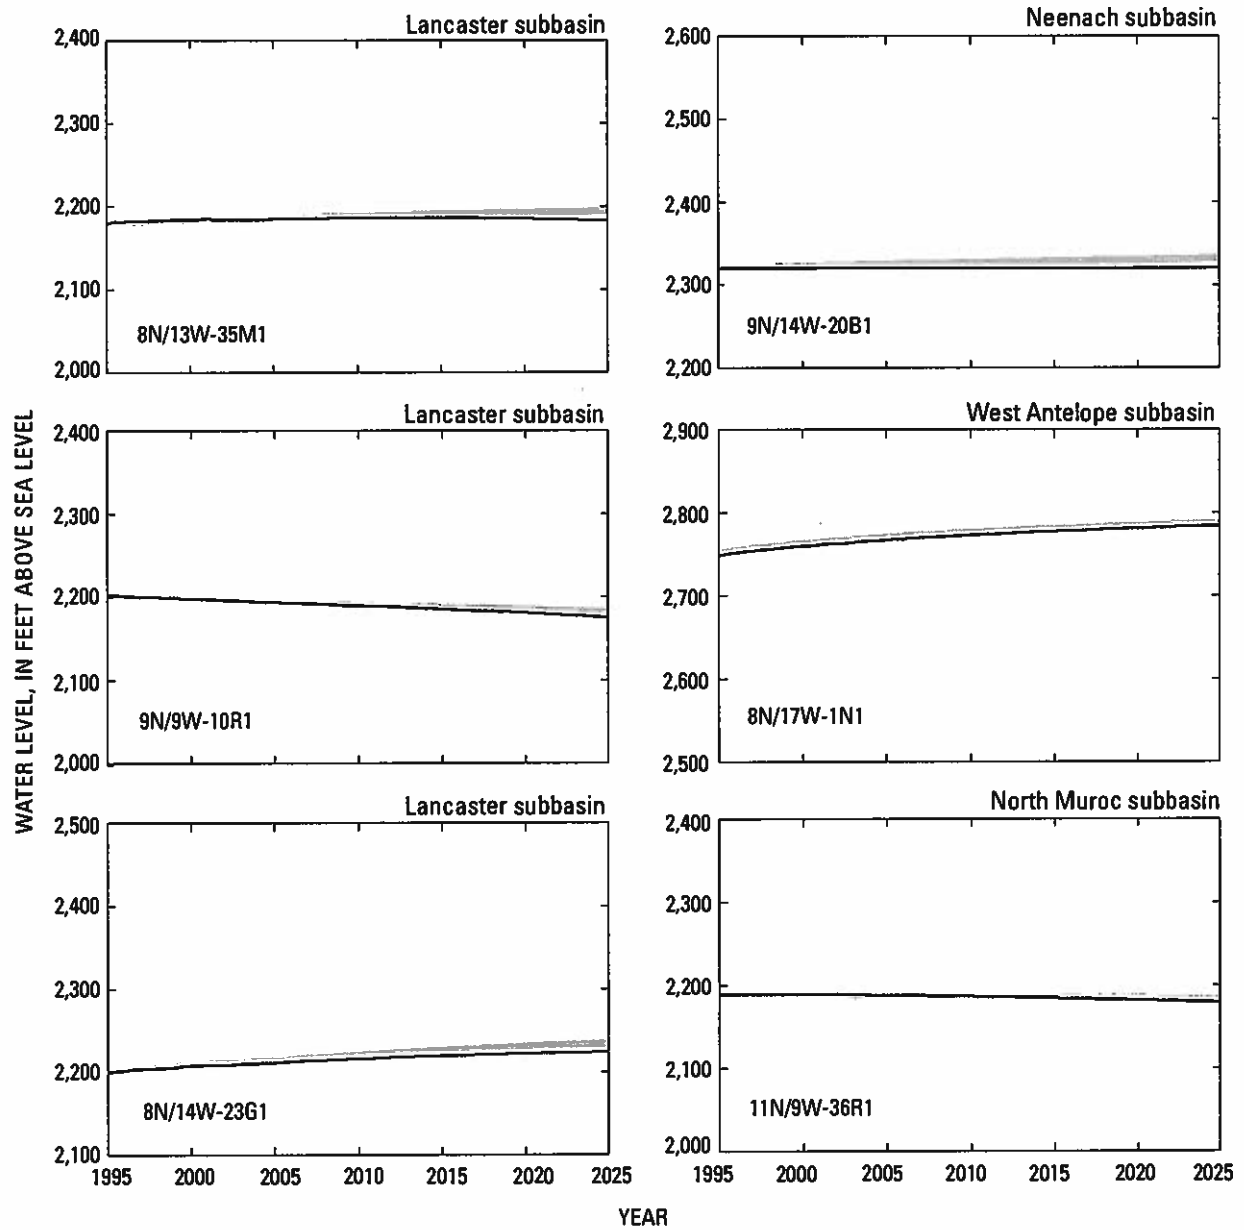 Lancaster subbasin
2,400
2,300
2,200
2,100
2,000
8N/13W-35M1
Neenach subbasin
2,600
2,500
2,400
2,300
2,200
9N/14W-20B1
WATER LEVEL, IN FEET ABOVE SEA LEVEL
Lancaster subbasin
2,400
2,300
2,200
2,100
2,000
9N/9W-10R1
West Antelope subbasin
2,900
2,800
2,700
2,600
2,500
8N/17W-1N1
Lancaster subbasin
2,500
2,400
2,300
2,200
2,100
8N/14W-23G1
1995 2000 2005 2010 2015 2020 2025
North Muroc subbasin
2,400
2,300
2,200
2,100
2,000
11N/9W-36R1
1995 2000 2005 2010 2015 2020 2025
YEAR